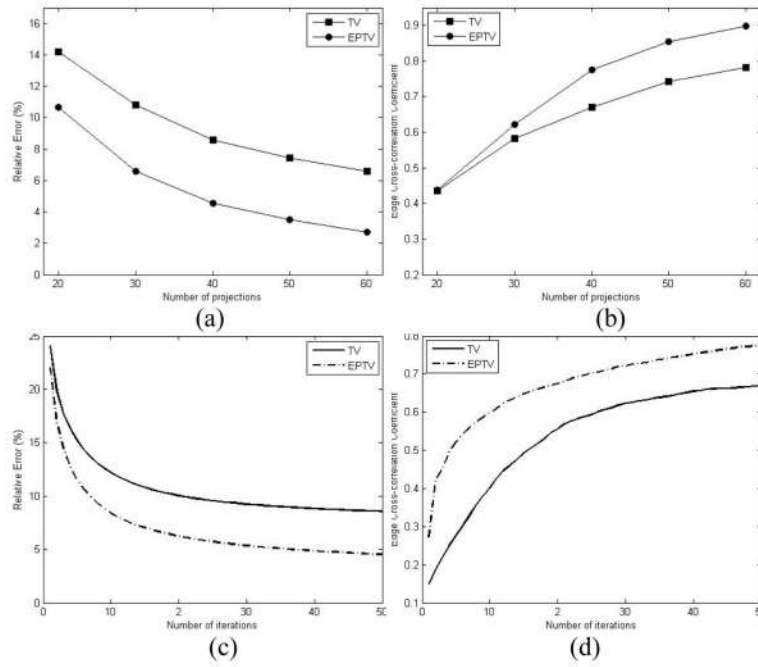 16
14
12
10
8
6
4
2
0
Relative Error (%)
TV
EPTV
20 30 40 50 60
Number of projections
(a)
0.9
0.8
0.7
0.6
0.5
0.4
0.3
0.2
Edge Cross-correlation Coefficient
TV
EPTV
20 30 40 50 60
Number of projections
(b)
25
20
15
10
5
0
Relative Error (%)
TV
EPTV
0 10 2 30 40 50
Number of iterations
(c)
0.8
0.7
0.6
0.5
0.4
0.3
0.2
0.1
Edge Cross-correlation Coefficient
TV
EPTV
0 10 2 30 40 50
Number of iterations
(d)